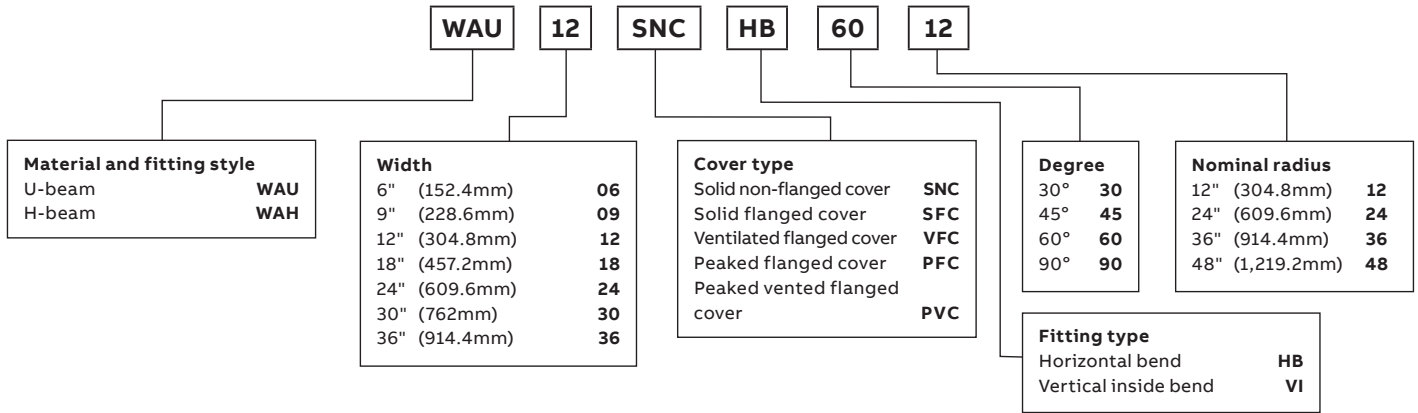 WAU 12 SNC HB 60 12
Material and fitting style
U-beam WAU
H-beam WAH
Width
6" (152.4mm) 06
9" (228.6mm) 09
12" (304.8mm) 12
18" (457.2mm) 18
24" (609.6mm) 24
30" (762mm) 30
36" (914.4mm) 36
Cover type
Solid non-flanged cover SNC
Solid flanged cover SFC
Ventilated flanged cover VFC
Peaked flanged cover PFC
Peaked vented flanged
cover PVC
Degree
30° 30
45° 45
60° 60
90° 90
Nominal radius
12" (304.8mm) 12
24" (609.6mm) 24
36" (914.4mm) 36
48" (1,219.2mm) 48
Fitting type
Horizontal bend HB
Vertical inside bend VI